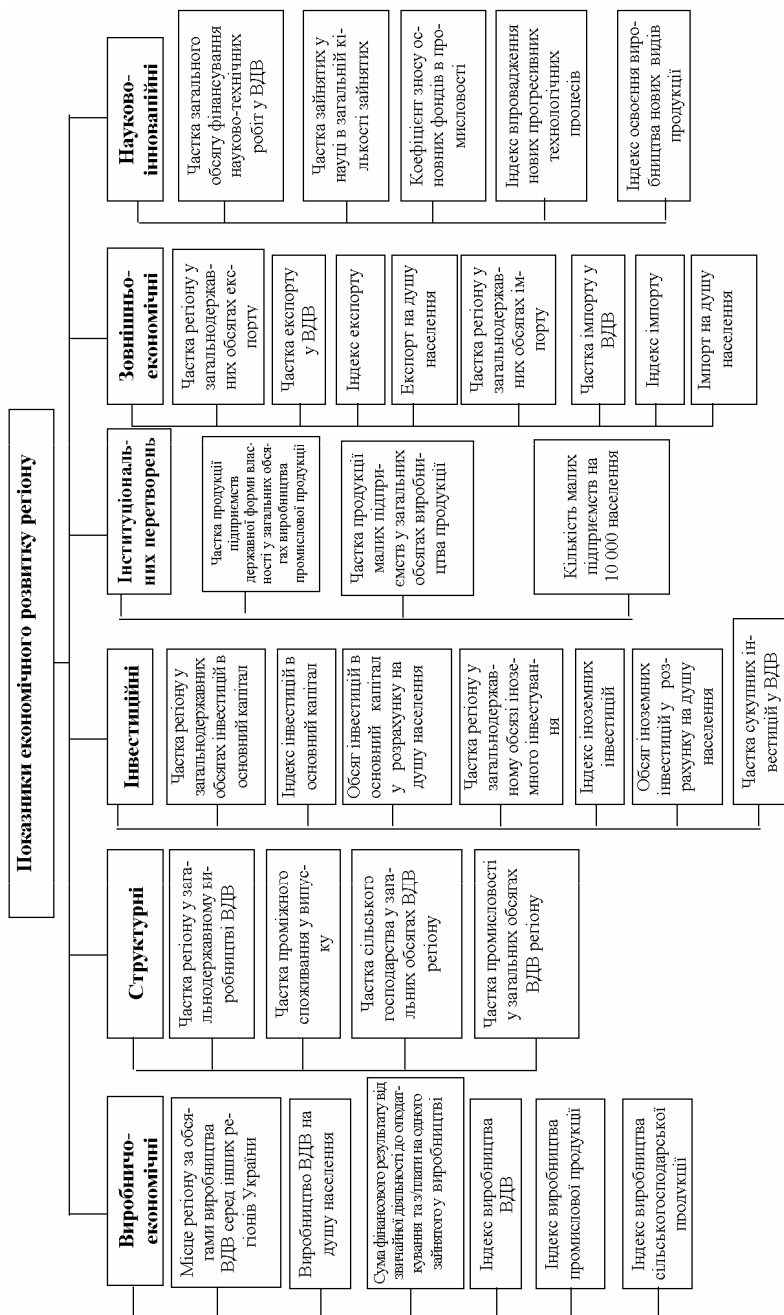 Показники економічного розвитку регіону
Виробничо-
економічні
Місце регіону за обся-
гами виробництва
ВДВ серед інших ре-
гіонів України
Виробництво ВДВ на
душу населення
Сума фінансового результату від
звичайної діяльності до оподат-
кування та з/плати на одного
зайнятого у виробництві
Індекс виробництва
ВДВ
Індекс виробництва
промислової продукції
Індекс виробництва
сільськогосподарської
продукції
Структурні
Частка регіону у зага-
льнодержавному ви-
робництві ВДВ
Частка проміжного
споживання у випус-
ку
Частка сільського
господарства у зага-
льних обсягах ВДВ
регіону
Частка промисловості
у загальних обсягах
ВДВ регіону
Інвестиційні
Частка регіону у
загальнодержавних
обсягах інвестицій в
основний капітал
Індекс інвестицій в
основний капітал
Обсяг інвестицій в
основний капітал
у розрахунку на
душу населення
Частка регіону у
загальнодержав-
ному обсязі інозе-
много інвестуван-
ня
Індекс іноземних
інвестицій
Обсяг іноземних
інвестицій у роз-
рахунку на душу
населення
Частка сукупних ін-
вестицій у ВДВ
Інституціональ-
них перетворень
Частка продукції
підприємств
державної форми влас-
ності у загальних обся-
гах виробництва
промислової продукції
Частка продукції
малих підпри-
ємств у загальних
обсягах виробни-
цтва продукції
Кількість малих
підприємств на
10 000 населення
Зовнішньо-
економічні
Частка регіону у
загальнодержав-
них обсягах екс-
порту
Частка експорту
у ВДВ
Індекс експорту
Експорт на душу
населення
Частка регіону у
загальнодержав-
них обсягах ім-
порту
Частка імпорту у
ВДВ
Індекс імпорту
Імпорт на душу
населення
Науково-
інноваційні
Частка загального
обсягу фінансування
науково-технічних
робіт у ВДВ
Частка зайнятих у
науці в загальній кі-
лькості зайнятих
Коефіцієнт зносу ос-
новних фондів в про-
мисловості
Індекс впровадження
нових прогресивних
технологічних
процесів
Індекс освоєння виро-
бництва нових видів
продукції